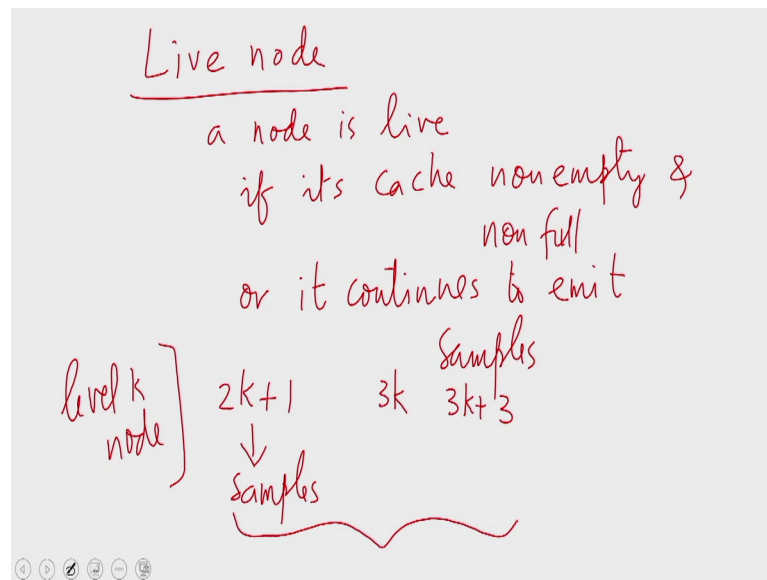 Live node
a node is live
if its cache nonempty &
non full
or it continues to emit
Samples
level k
node
2k+1 3k 3k+3
Samples